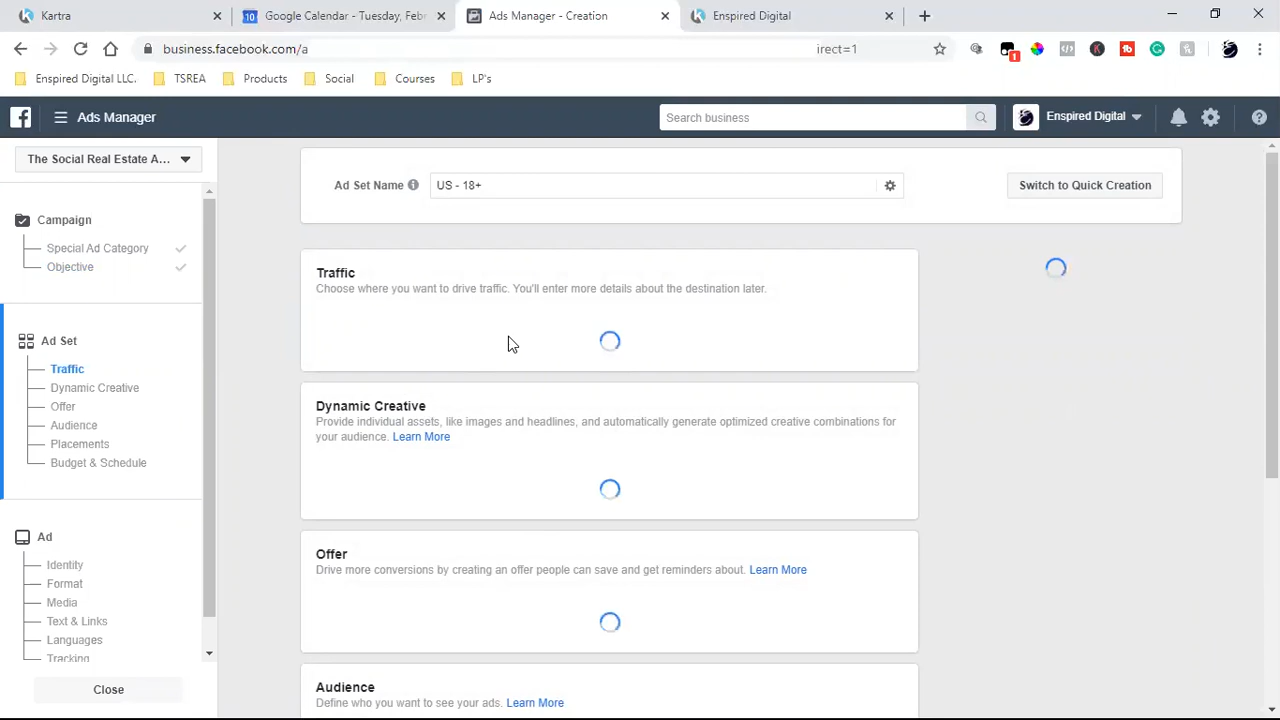 Kartra
Google Calendar - Tuesday, Feb
Ads Manager - Creation
Enspired Digital
business.facebook.com/a
irect=1
1
Enspired Digital LLC.
TSREA
Products
Social
Courses
LP's
Ads Manager
Search business
Enspired Digital
The Social Real Estate A...
Ad Set Name
US - 18+
Switch to Quick Creation
Campaign
Special Ad Category
Objective
Traffic
Choose where you want to drive traffic. You'll enter more details about the destination later.
Ad Set
Traffic
Dynamic Creative
Offer
Audience
Placements
Budget & Schedule
Dynamic Creative
Provide individual assets, like images and headlines, and automatically generate optimized creative combinations for
your audience. Learn More
Ad
Identity
Format
Media
Text & Links
Languages
Tracking
Offer
Drive more conversions by creating an offer people can save and get reminders about. Learn More
Close
Audience
Define who you want to see your ads. Learn More